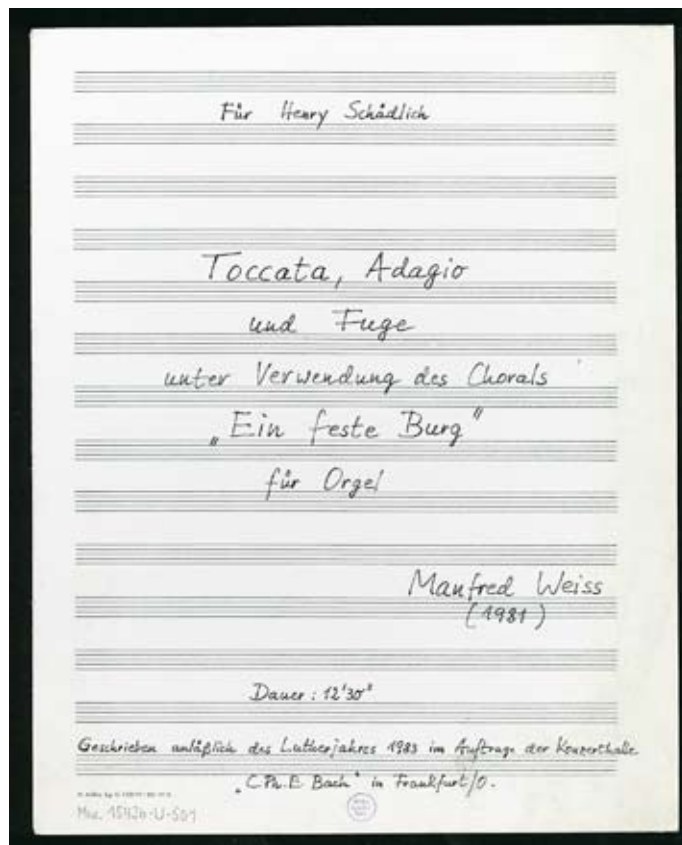 Für Henry Schädlich
Toccata, Adagio
und Fuge
unter Verwendung des Chorals
„Ein feste Burg"
für Orgel
Manfred Weiss
(1981)
Dauer: 12'30"
Geschrieben anläßlich des Lutherjahres 1983 im Auftrage der Konzerthalle
„C. Ph. E. Bach" in Frankfurt/O.
Mus. 15430-U-501